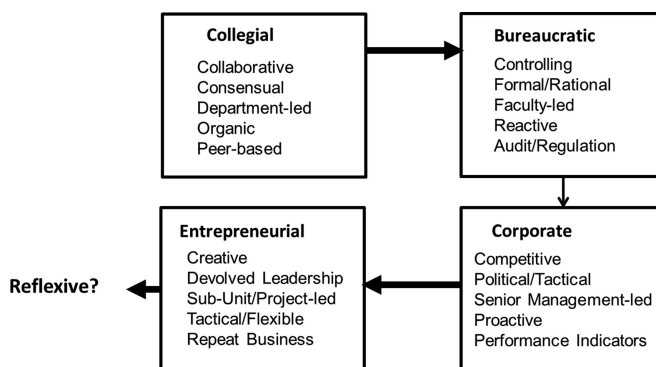 Collegial
Collaborative
Consensual
Department-led
Organic
Peer-based
Bureaucratic
Controlling
Formal/Rational
Faculty-led
Reactive
Audit/Regulation
Reflexive?
Entrepreneurial
Creative
Devolved Leadership
Sub-Unit/Project-led
Tactical/Flexible
Repeat Business
Corporate
Competitive
Political/Tactical
Senior Management-led
Proactive
Performance Indicators